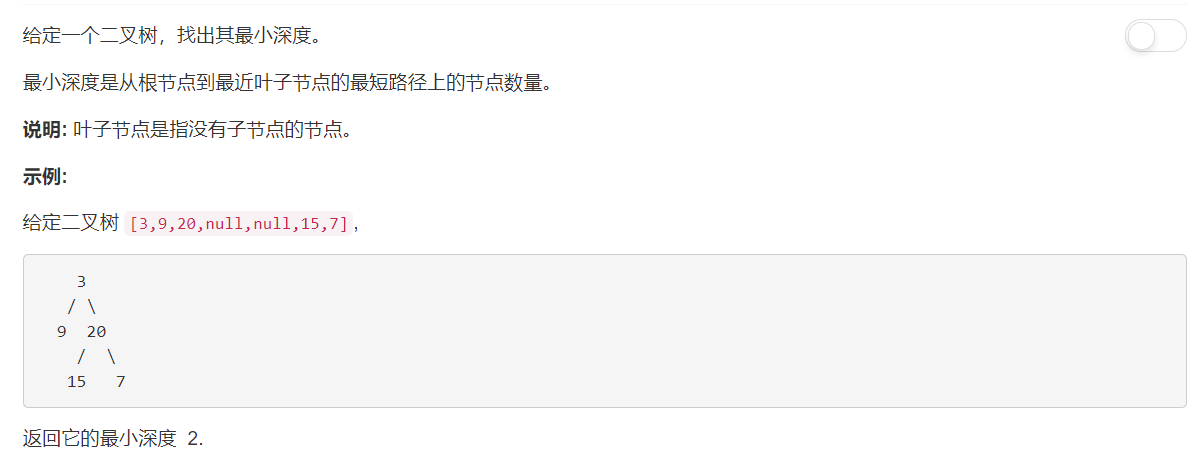 给定一个二叉树，找出其最小深度。
最小深度是从根节点到最近叶子节点的最短路径上的节点数量。
说明: 叶子节点是指没有子节点的节点。
示例:
给定二叉树 [3,9,20,null,null,15,7],
3
/ \
9 20
/ \
15 7
返回它的最小深度 2.